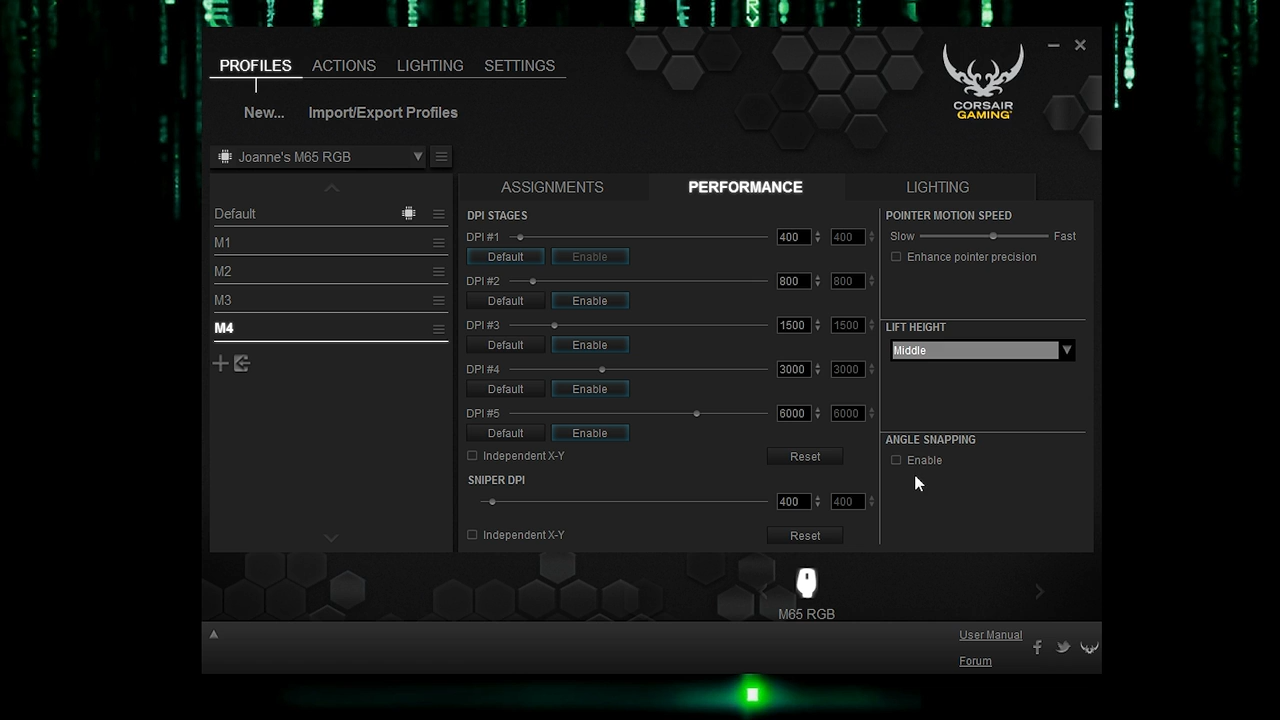 PROFILES ACTIONS LIGHTING SETTINGS
New... Import/Export Profiles
CORSAIR
GAMING
Joanne's M65 RGB
Default
M1
M2
M3
M4
ASSIGNMENTS PERFORMANCE LIGHTING
DPI STAGES
DPI #1 400 400
Default Enable
DPI #2 800 800
Default Enable
DPI #3 1500 1500
Default Enable
DPI #4 3000 3000
Default Enable
DPI #5 6000 6000
Default Enable
Independent X-Y Reset
SNIPER DPI
400 400
Independent X-Y Reset
POINTER MOTION SPEED
Slow Fast
Enhance pointer precision
LIFT HEIGHT
Middle
ANGLE SNAPPING
Enable
M65 RGB
User Manual
Forum